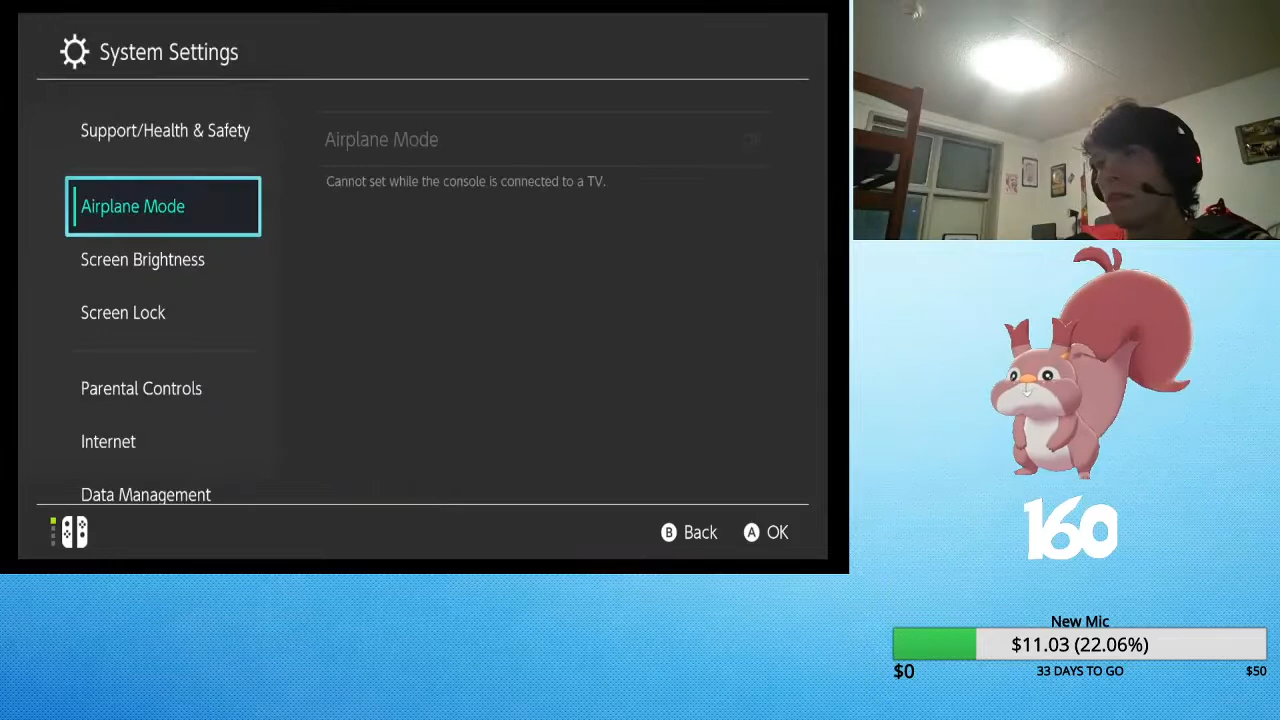 System Settings
Support/Health & Safety
Airplane Mode
Screen Brightness
Screen Lock
Parental Controls
Internet
Data Management
Airplane Mode
Cannot set while the console is connected to a TV.
B Back
A OK
160
New Mic
$11.03 (22.06%)
$0
33 DAYS TO GO
$50